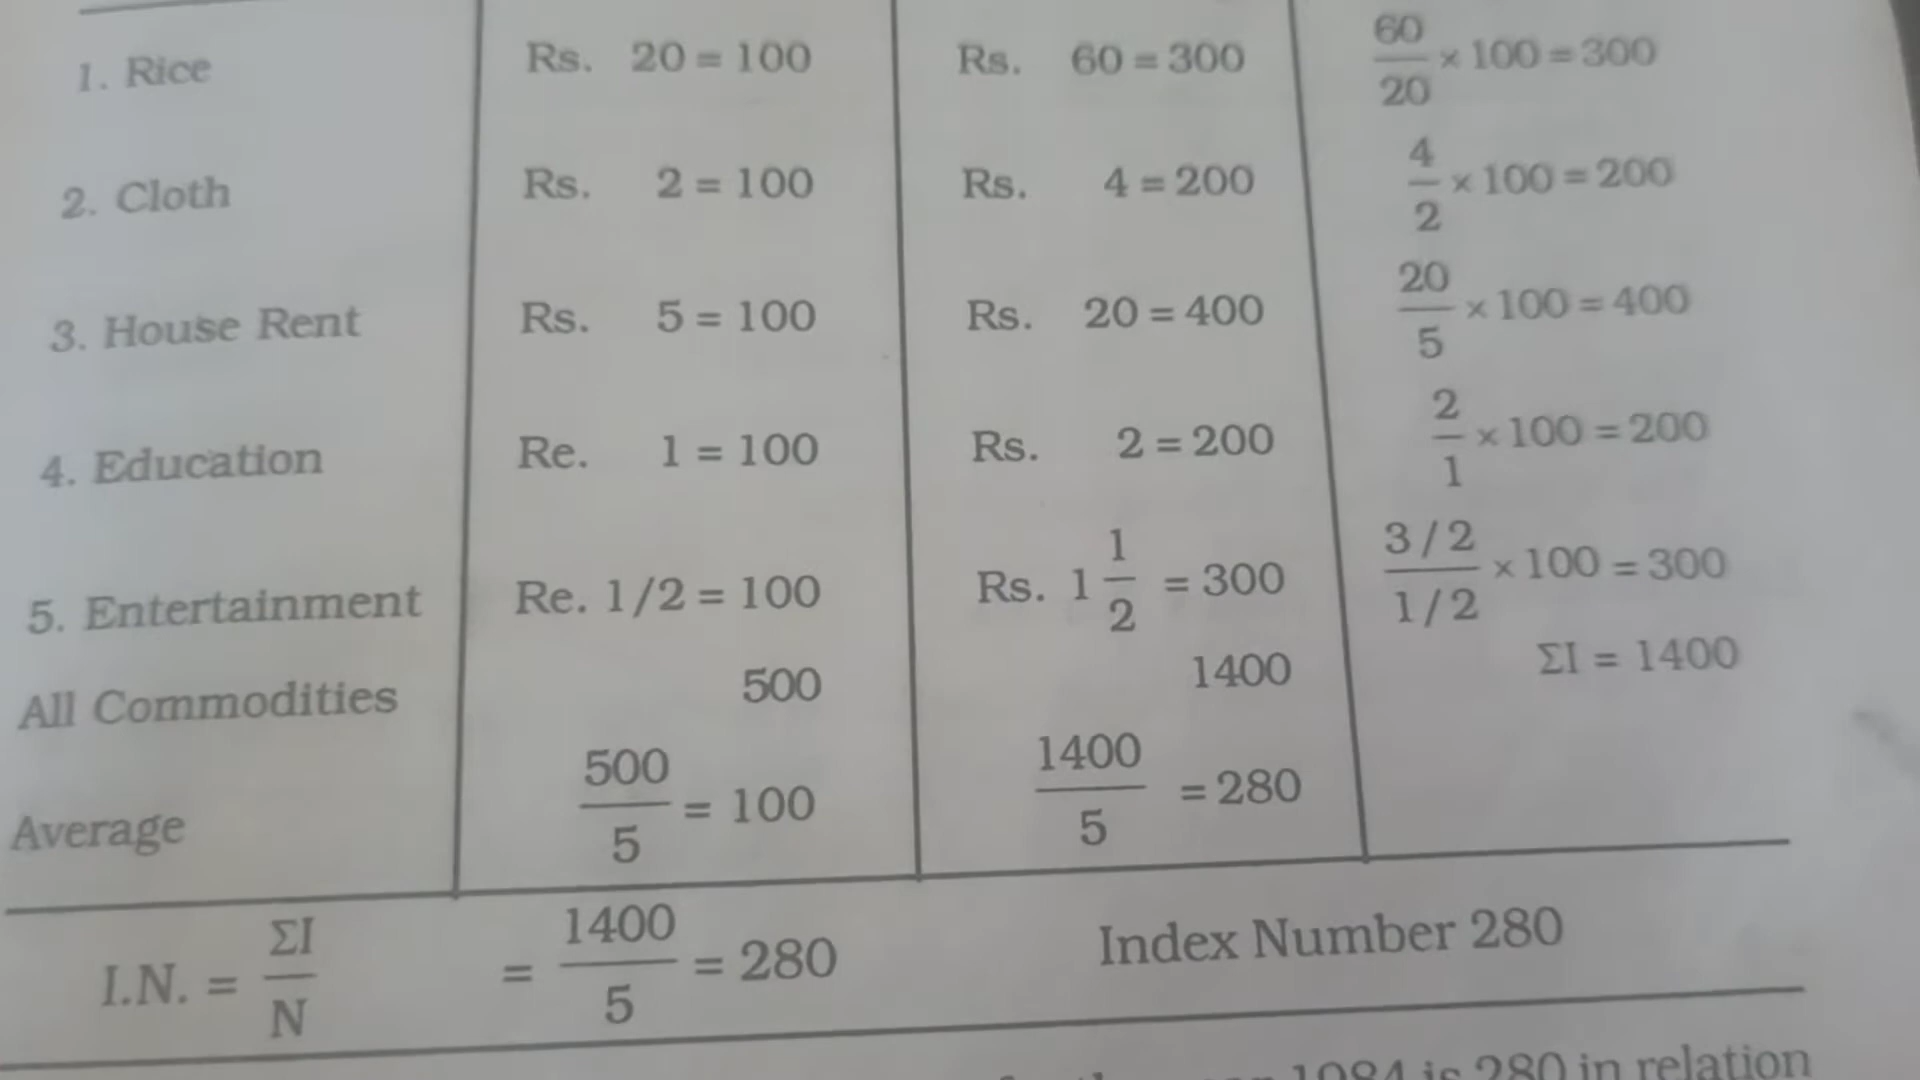 1. Rice Rs. 20 = 100 Rs. 60 = 300 60/20 × 100 = 300
2. Cloth Rs. 2 = 100 Rs. 4 = 200 4/2 × 100 = 200
3. House Rent Rs. 5 = 100 Rs. 20 = 400 20/5 × 100 = 400
4. Education Re. 1 = 100 Rs. 2 = 200 2/1 × 100 = 200
5. Entertainment Re. 1/2 = 100 Rs. 1 1/2 = 300 3/2 / 1/2 × 100 = 300
All Commodities 500 1400 ΣI = 1400
Average 500/5 = 100 1400/5 = 280
I.N. = ΣI/N = 1400/5 = 280 Index Number 280
1984 is 280 in relation